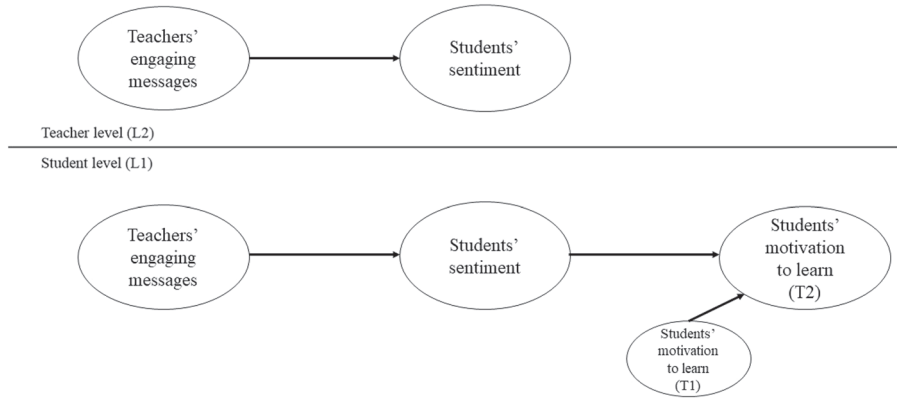 Teachers'
engaging
messages
Students'
sentiment
Teacher level (L2)
Student level (L1)
Teachers'
engaging
messages
Students'
sentiment
Students'
motivation
to learn
(T2)
Students'
motivation
to learn
(T1)